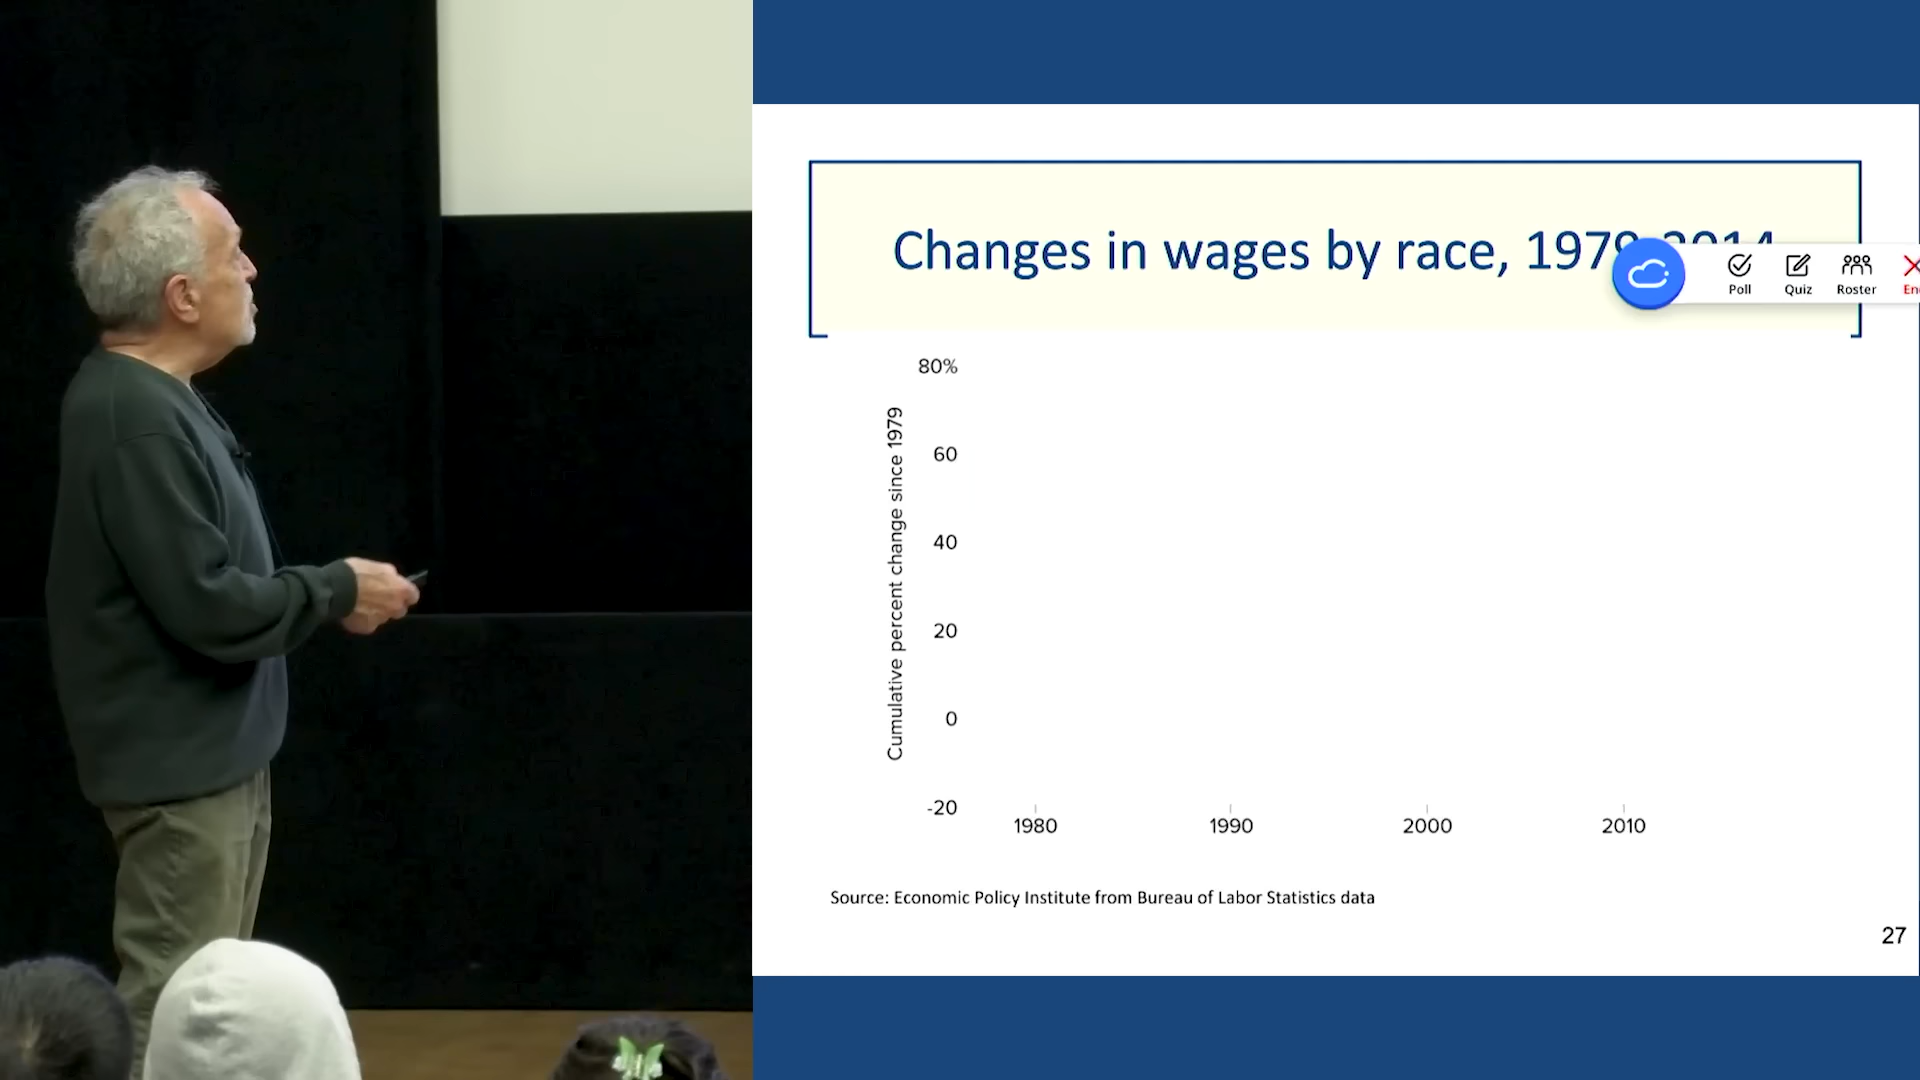 Changes in wages by race, 1979-2014
Poll
Quiz
Roster
En
80%
60
40
20
0
-20
Cumulative percent change since 1979
1980
1990
2000
2010
Source: Economic Policy Institute from Bureau of Labor Statistics data
27